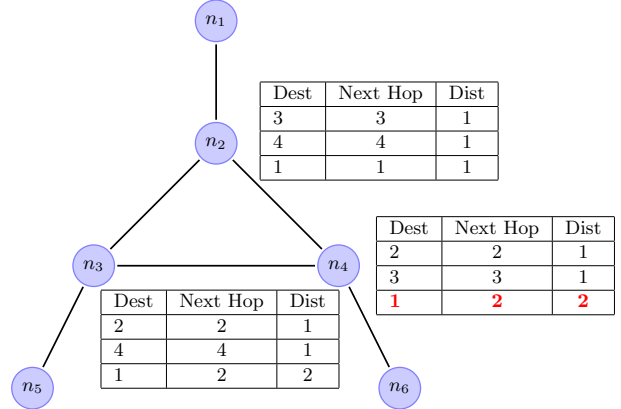 n1
Dest Next Hop Dist
3 3 1
4 4 1
1 1 1
n2
Dest Next Hop Dist
2 2 1
3 3 1
1 2 2
n3
n4
Dest Next Hop Dist
2 2 1
4 4 1
1 2 2
n5
n6